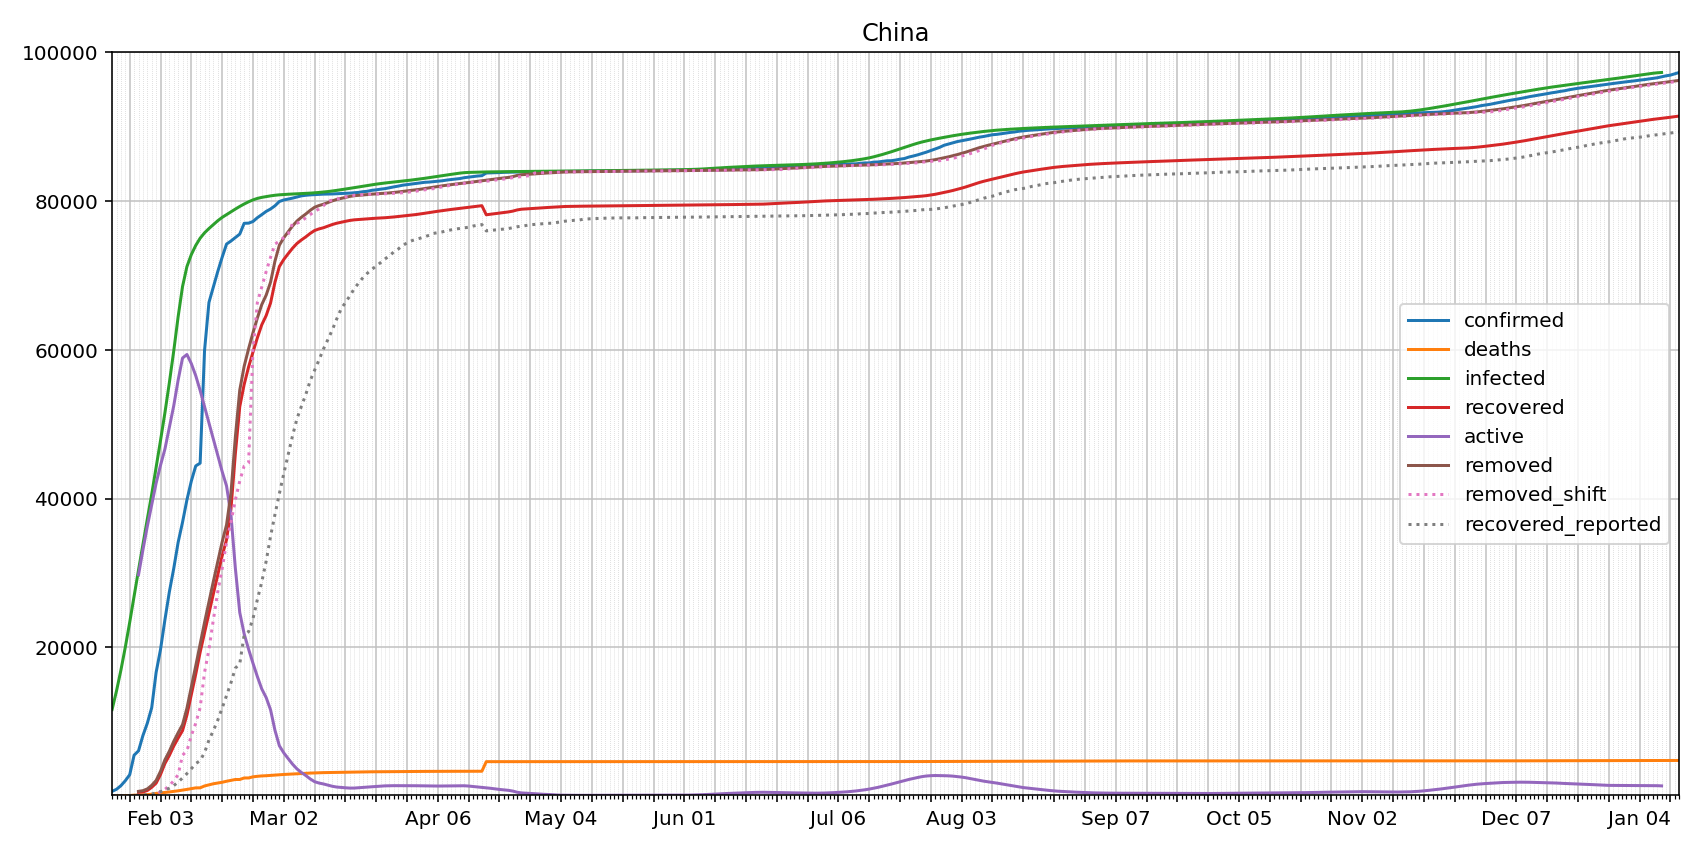 China
100000
80000
60000
40000
20000
confirmed
deaths
infected
recovered
active
removed
removed_shift
recovered_reported
Feb 03 Mar 02 Apr 06 May 04 Jun 01 Jul 06 Aug 03 Sep 07 Oct 05 Nov 02 Dec 07 Jan 04